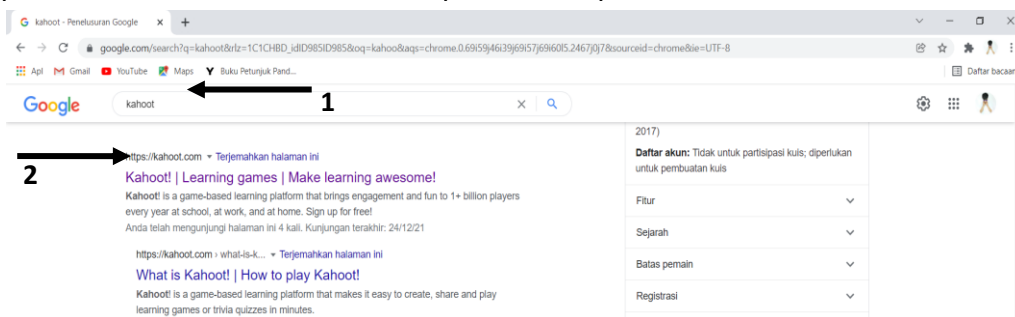 kahoot - Penelusuran Google
google.com/search?q=kahoot&rlz=1C1CHBD_idID985ID985&oq=kahoo&aqs=chrome.0.69i59j46i39j69i57j69i60l5.2467j0j7&sourceid=chrome&ie=UTF-8
Apl Gmail YouTube Maps Buku Petunjuk Pand... Daftar bacaan
1
Google kahoot
2
https://kahoot.com Terjemahkan halaman ini
Kahoot! | Learning games | Make learning awesome!
Kahoot! is a game-based learning platform that brings engagement and fun to 1+ billion players
every year at school, at work, and at home. Sign up for free!
Anda telah mengunjungi halaman ini 4 kali. Kunjungan terakhir: 24/12/21
https://kahoot.com › what-is-k... Terjemahkan halaman ini
What is Kahoot! | How to play Kahoot!
Kahoot! is a game-based learning platform that makes it easy to create, share and play
learning games or trivia quizzes in minutes.
2017)
Daftar akun: Tidak untuk partisipasi kuis; diperlukan
untuk pembuatan kuis
Fitur
Sejarah
Batas pemain
Registrasi